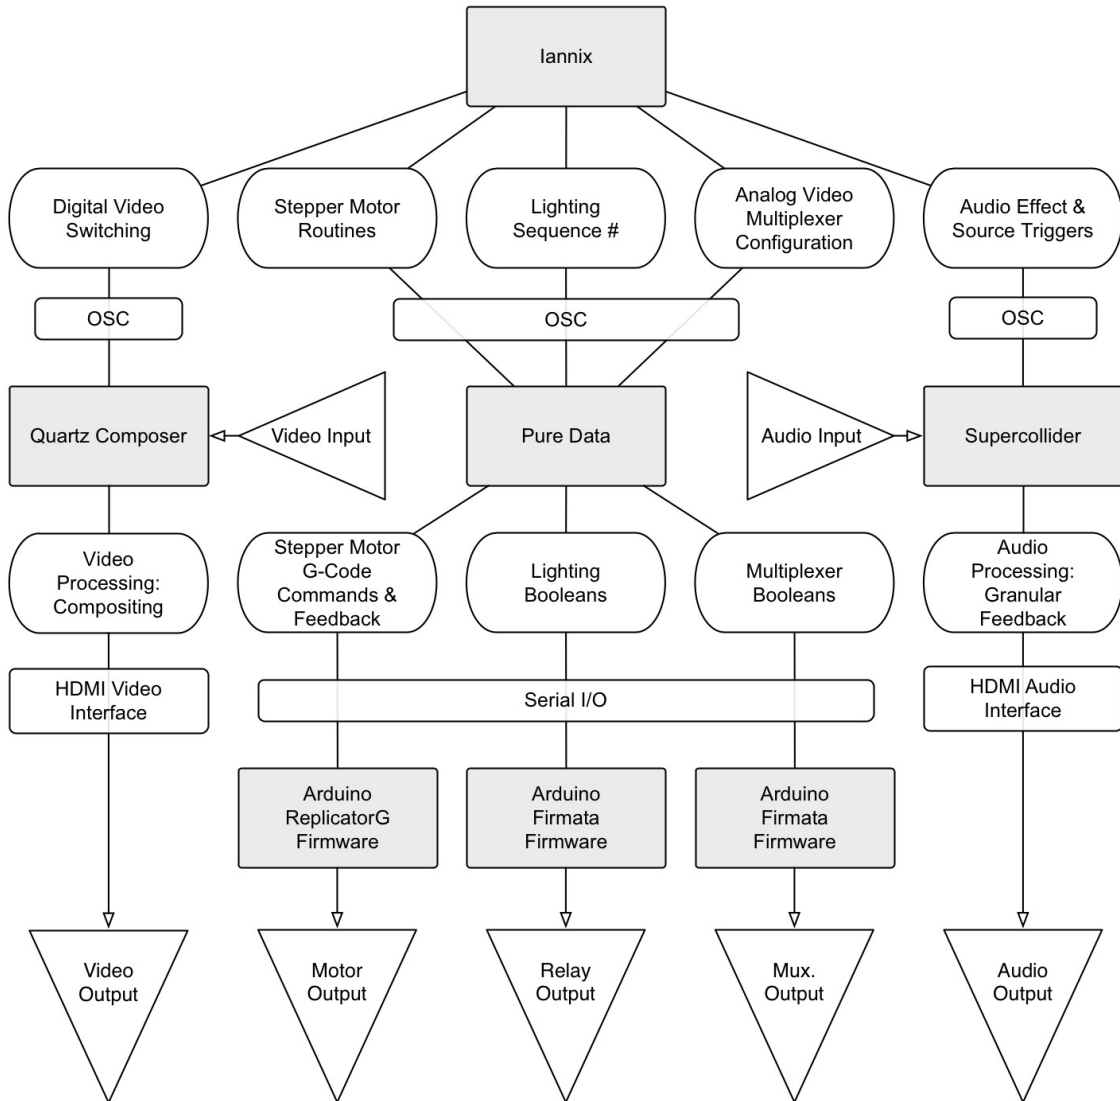 Iannix
Digital Video
Switching
Stepper Motor
Routines
Lighting
Sequence #
Analog Video
Multiplexer
Configuration
Audio Effect &
Source Triggers
OSC
OSC
OSC
Quartz Composer
Video Input
Pure Data
Audio Input
Supercollider
Video
Processing:
Compositing
Stepper Motor
G-Code
Commands &
Feedback
Lighting
Booleans
Multiplexer
Booleans
Audio
Processing:
Granular
Feedback
HDMI Video
Interface
Serial I/O
HDMI Audio
Interface
Arduino
ReplicatorG
Firmware
Arduino
Firmata
Firmware
Arduino
Firmata
Firmware
Video
Output
Motor
Output
Relay
Output
Mux.
Output
Audio
Output